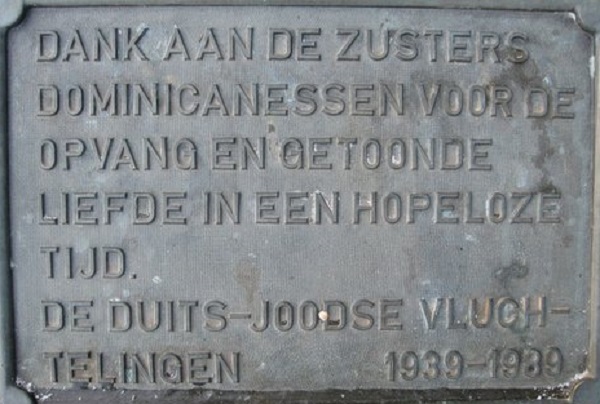 DANK AAN DE ZUSTERS
DOMINICANESSEN VOOR DE
OPVANG EN GETOONDE
LIEFDE IN EEN HOPELOZE
TIJD.
DE DUITS-JOODSE VLUCH-
TELINGEN 1939-1989